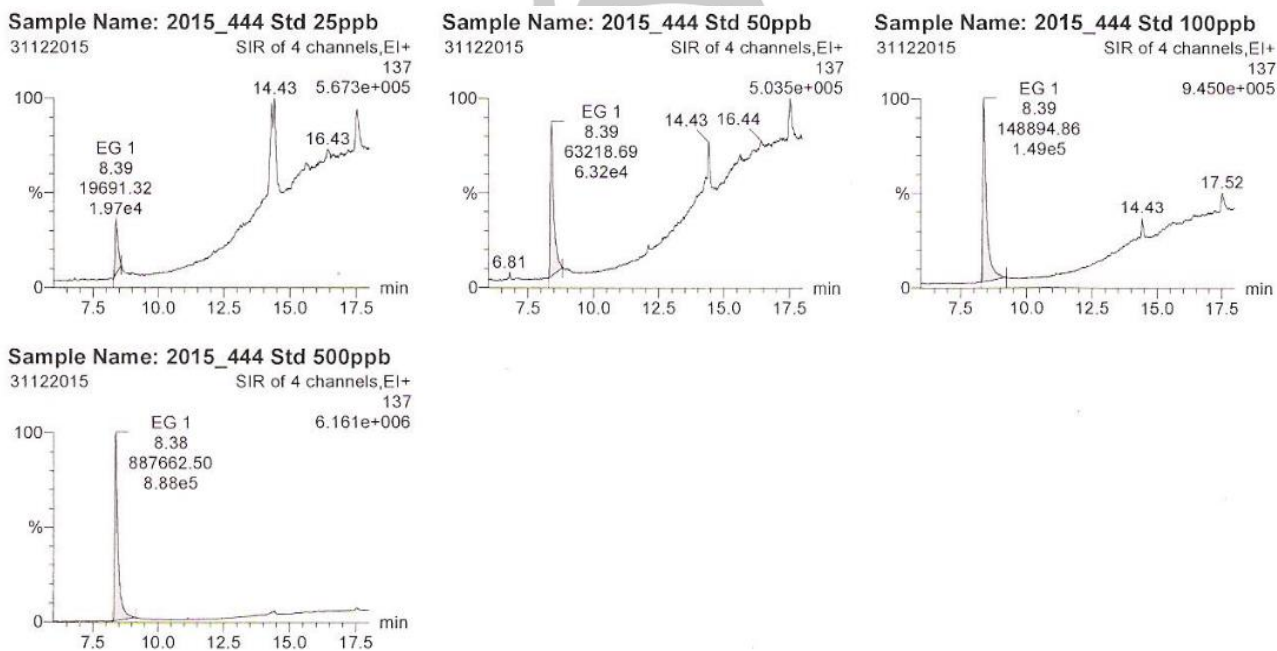 Sample Name: 2015_444 Std 25ppb
31122015
SIR of 4 channels,EI+
137
5.673e+005
100
%
0
EG 1
8.39
19691.32
1.97e4
14.43
16.43
7.5 10.0 12.5 15.0 17.5 min
Sample Name: 2015_444 Std 50ppb
31122015
SIR of 4 channels,EI+
137
5.035e+005
100
%
0
6.81
EG 1
8.39
63218.69
6.32e4
14.43
16.44
7.5 10.0 12.5 15.0 17.5 min
Sample Name: 2015_444 Std 100ppb
31122015
SIR of 4 channels,EI+
137
9.450e+005
100
%
0
EG 1
8.39
148894.86
1.49e5
14.43
17.52
7.5 10.0 12.5 15.0 17.5 min
Sample Name: 2015_444 Std 500ppb
31122015
SIR of 4 channels,EI+
137
6.161e+006
100
%
0
EG 1
8.38
887662.50
8.88e5
7.5 10.0 12.5 15.0 17.5 min